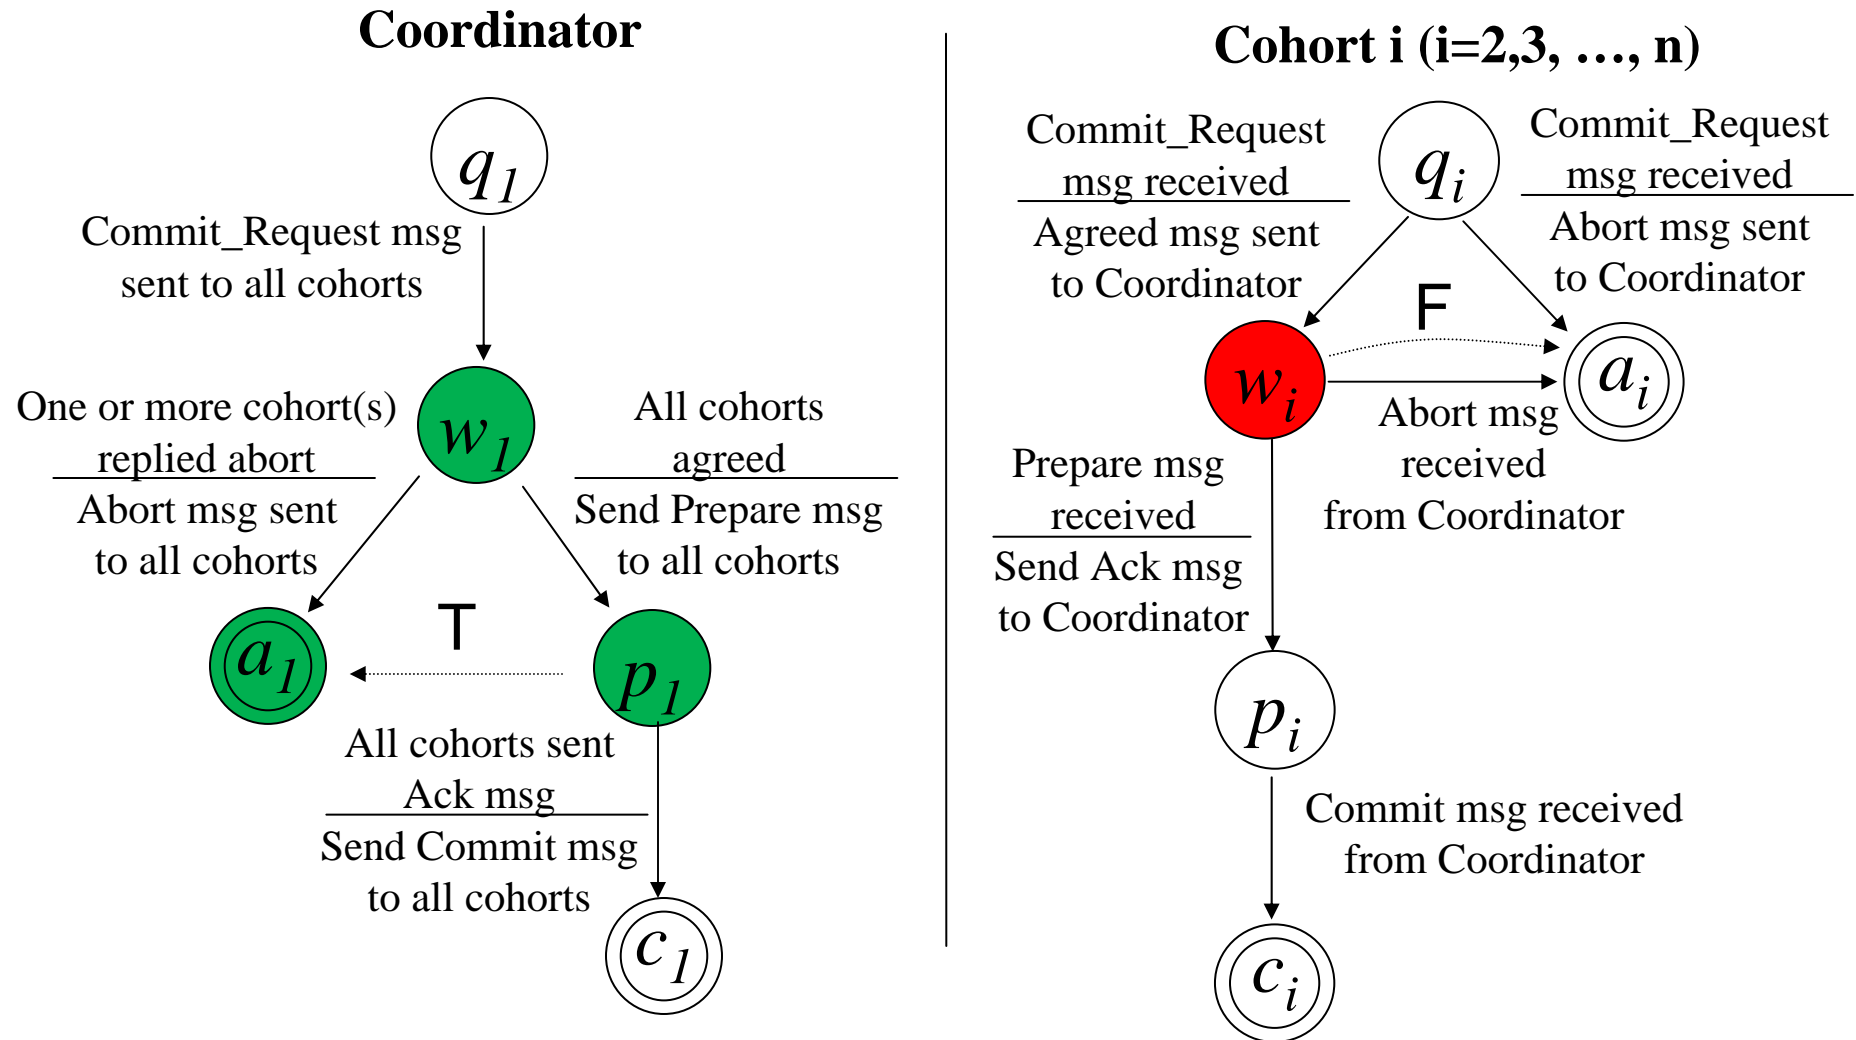 Coordinator
q1
Commit_Request msg
sent to all cohorts
One or more cohort(s)
replied abort
Abort msg sent
to all cohorts
w1
All cohorts
agreed
Send Prepare msg
to all cohorts
a1
T
p1
All cohorts sent
Ack msg
Send Commit msg
to all cohorts
c1
Cohort i (i=2,3, …, n)
Commit_Request
msg received
Agreed msg sent
to Coordinator
qi
Commit_Request
msg received
Abort msg sent
to Coordinator
F
wi
ai
Abort msg
received
from Coordinator
Prepare msg
received
Send Ack msg
to Coordinator
pi
Commit msg received
from Coordinator
ci